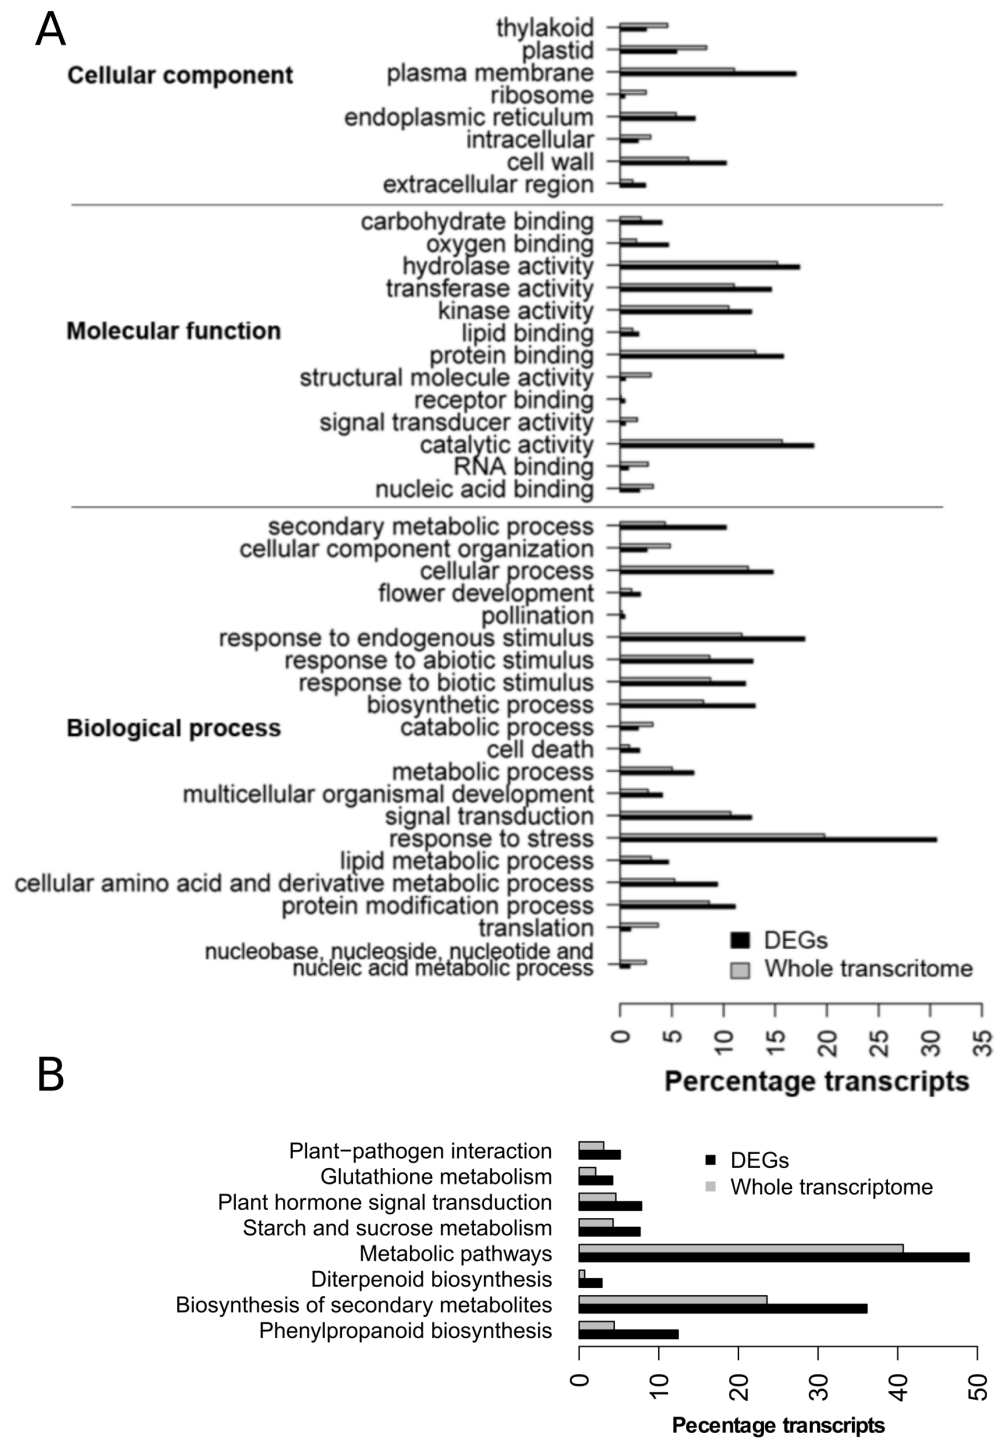 A
thylakoid
plastid
Cellular component
plasma membrane
ribosome
endoplasmic reticulum
intracellular
cell wall
extracellular region
carbohydrate binding
oxygen binding
hydrolase activity
transferase activity
kinase activity
Molecular function
lipid binding
protein binding
structural molecule activity
receptor binding
signal transducer activity
catalytic activity
RNA binding
nucleic acid binding
secondary metabolic process
cellular component organization
cellular process
flower development
pollination
response to endogenous stimulus
response to abiotic stimulus
response to biotic stimulus
biosynthetic process
Biological process
catabolic process
cell death
metabolic process
multicellular organismal development
signal transduction
response to stress
lipid metabolic process
cellular amino acid and derivative metabolic process
protein modification process
translation
nucleobase, nucleoside, nucleotide and
nucleic acid metabolic process
DEGs
Whole transcritome
0 5 10 15 20 25 30 35
Percentage transcripts
B
Plant−pathogen interaction
Glutathione metabolism
Plant hormone signal transduction
Starch and sucrose metabolism
Metabolic pathways
Diterpenoid biosynthesis
Biosynthesis of secondary metabolites
Phenylpropanoid biosynthesis
DEGs
Whole transcriptome
0 10 20 30 40 50
Pecentage transcripts